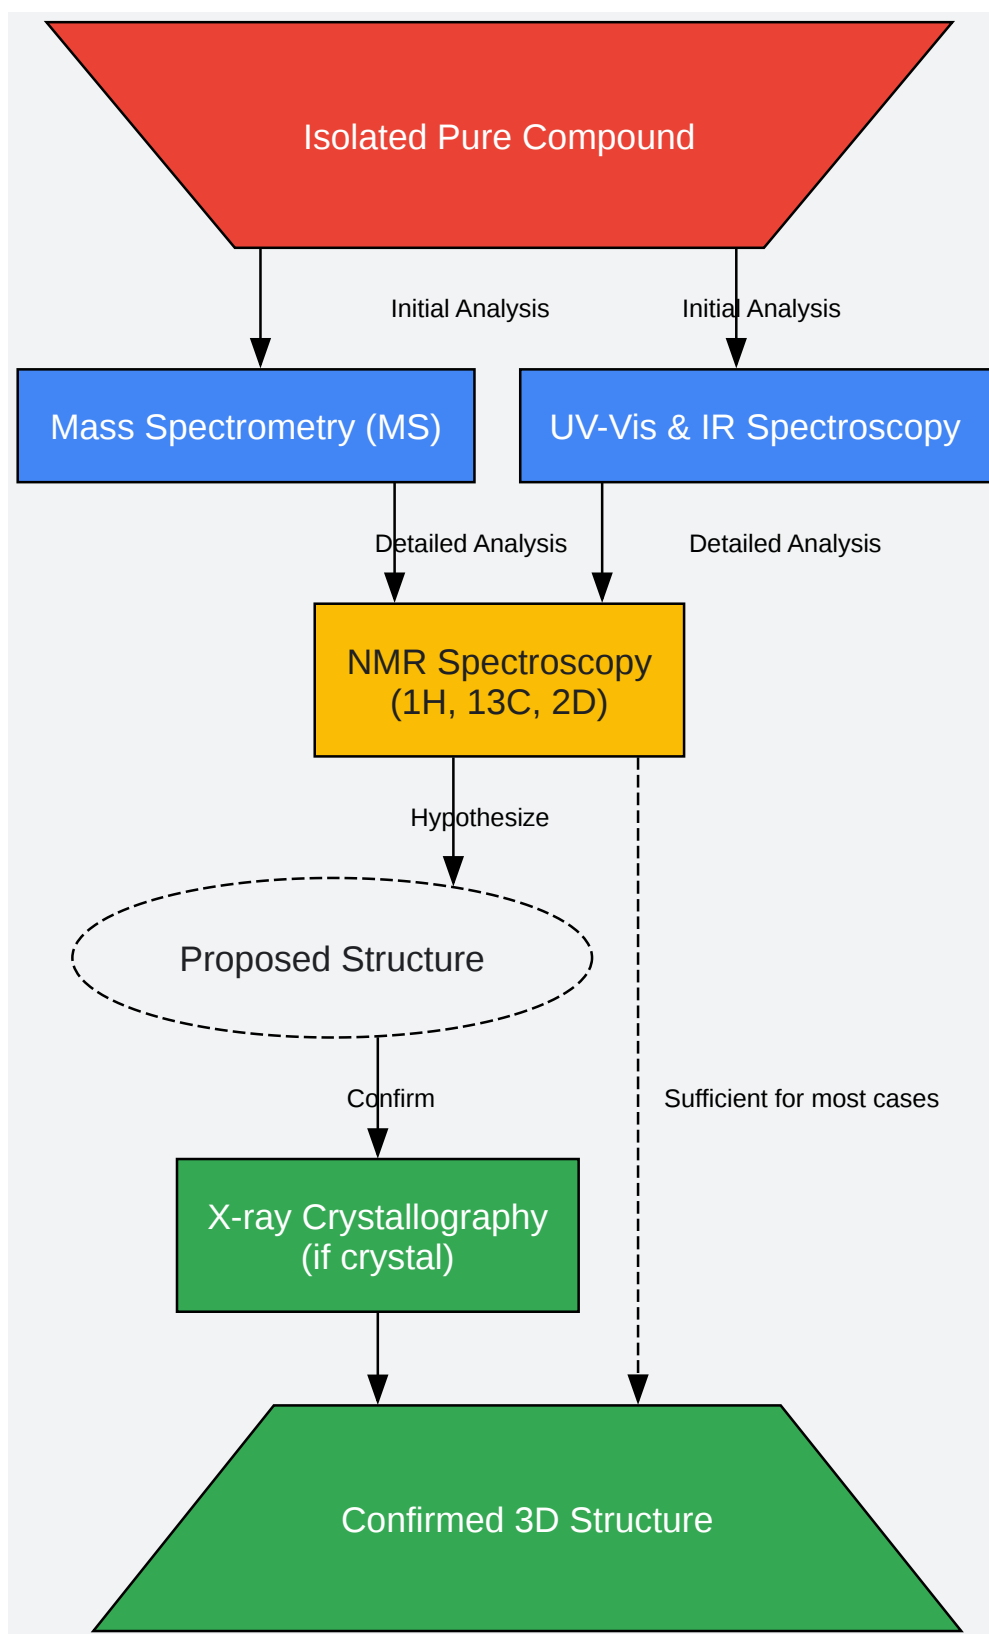 Isolated Pure Compound
Initial Analysis
Initial Analysis
Mass Spectrometry (MS)
UV-Vis & IR Spectroscopy
Detailed Analysis
Detailed Analysis
NMR Spectroscopy
(1H, 13C, 2D)
Hypothesize
Proposed Structure
Confirm
Sufficient for most cases
X-ray Crystallography
(if crystal)
Confirmed 3D Structure